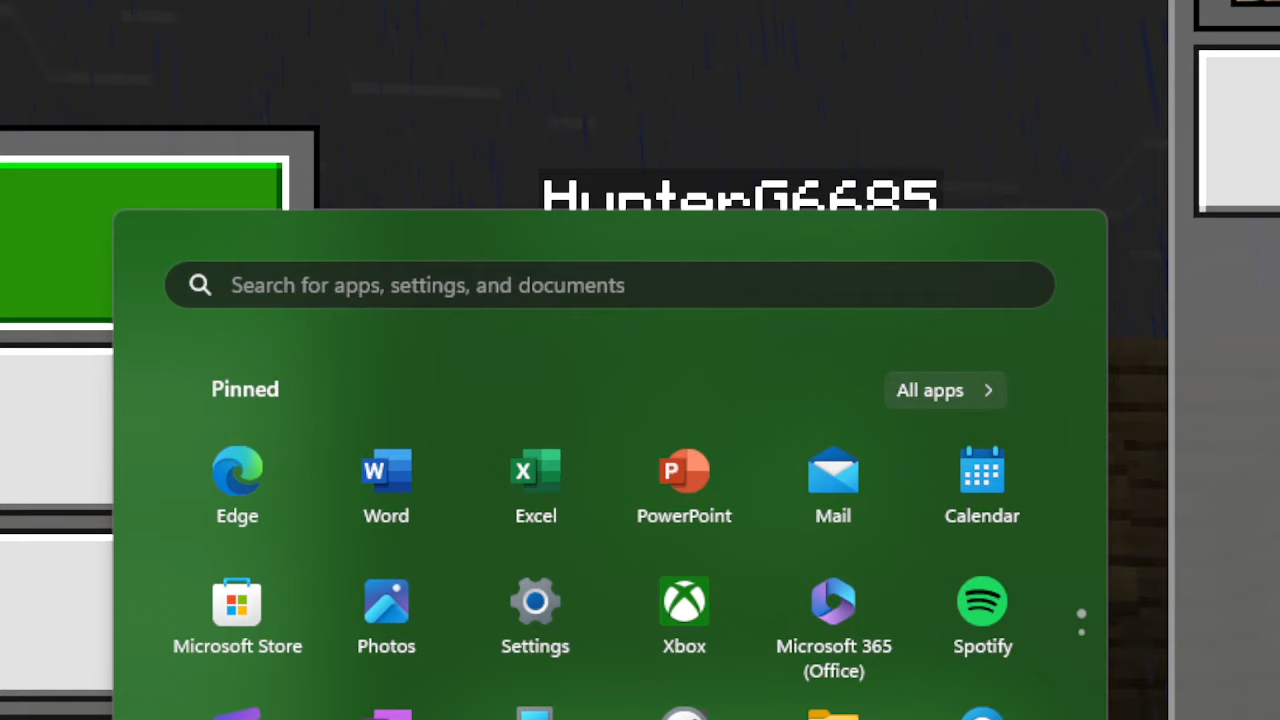 HunterG6685
Search for apps, settings, and documents
Pinned
All apps
Edge
Word
Excel
PowerPoint
Mail
Calendar
Microsoft Store
Photos
Settings
Xbox
Microsoft 365
(Office)
Spotify